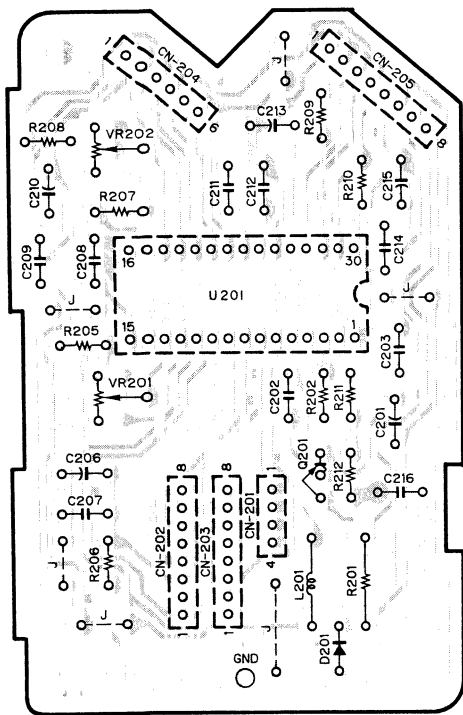 1
CN-204
6
1
CN-205
8
J
R208
VR202
C213
R209
C210
R207
C211
C212
R210
C215
C209
C208
16
30
C214
U201
J
J
15
1
R205
C203
VR201
C202
R202
R211
C201
C206
8
8
1
Q201
R212
C207
CN-202
CN-203
CN-201
C216
J
R206
4
L201
R201
J
1
1
J
GND
D201